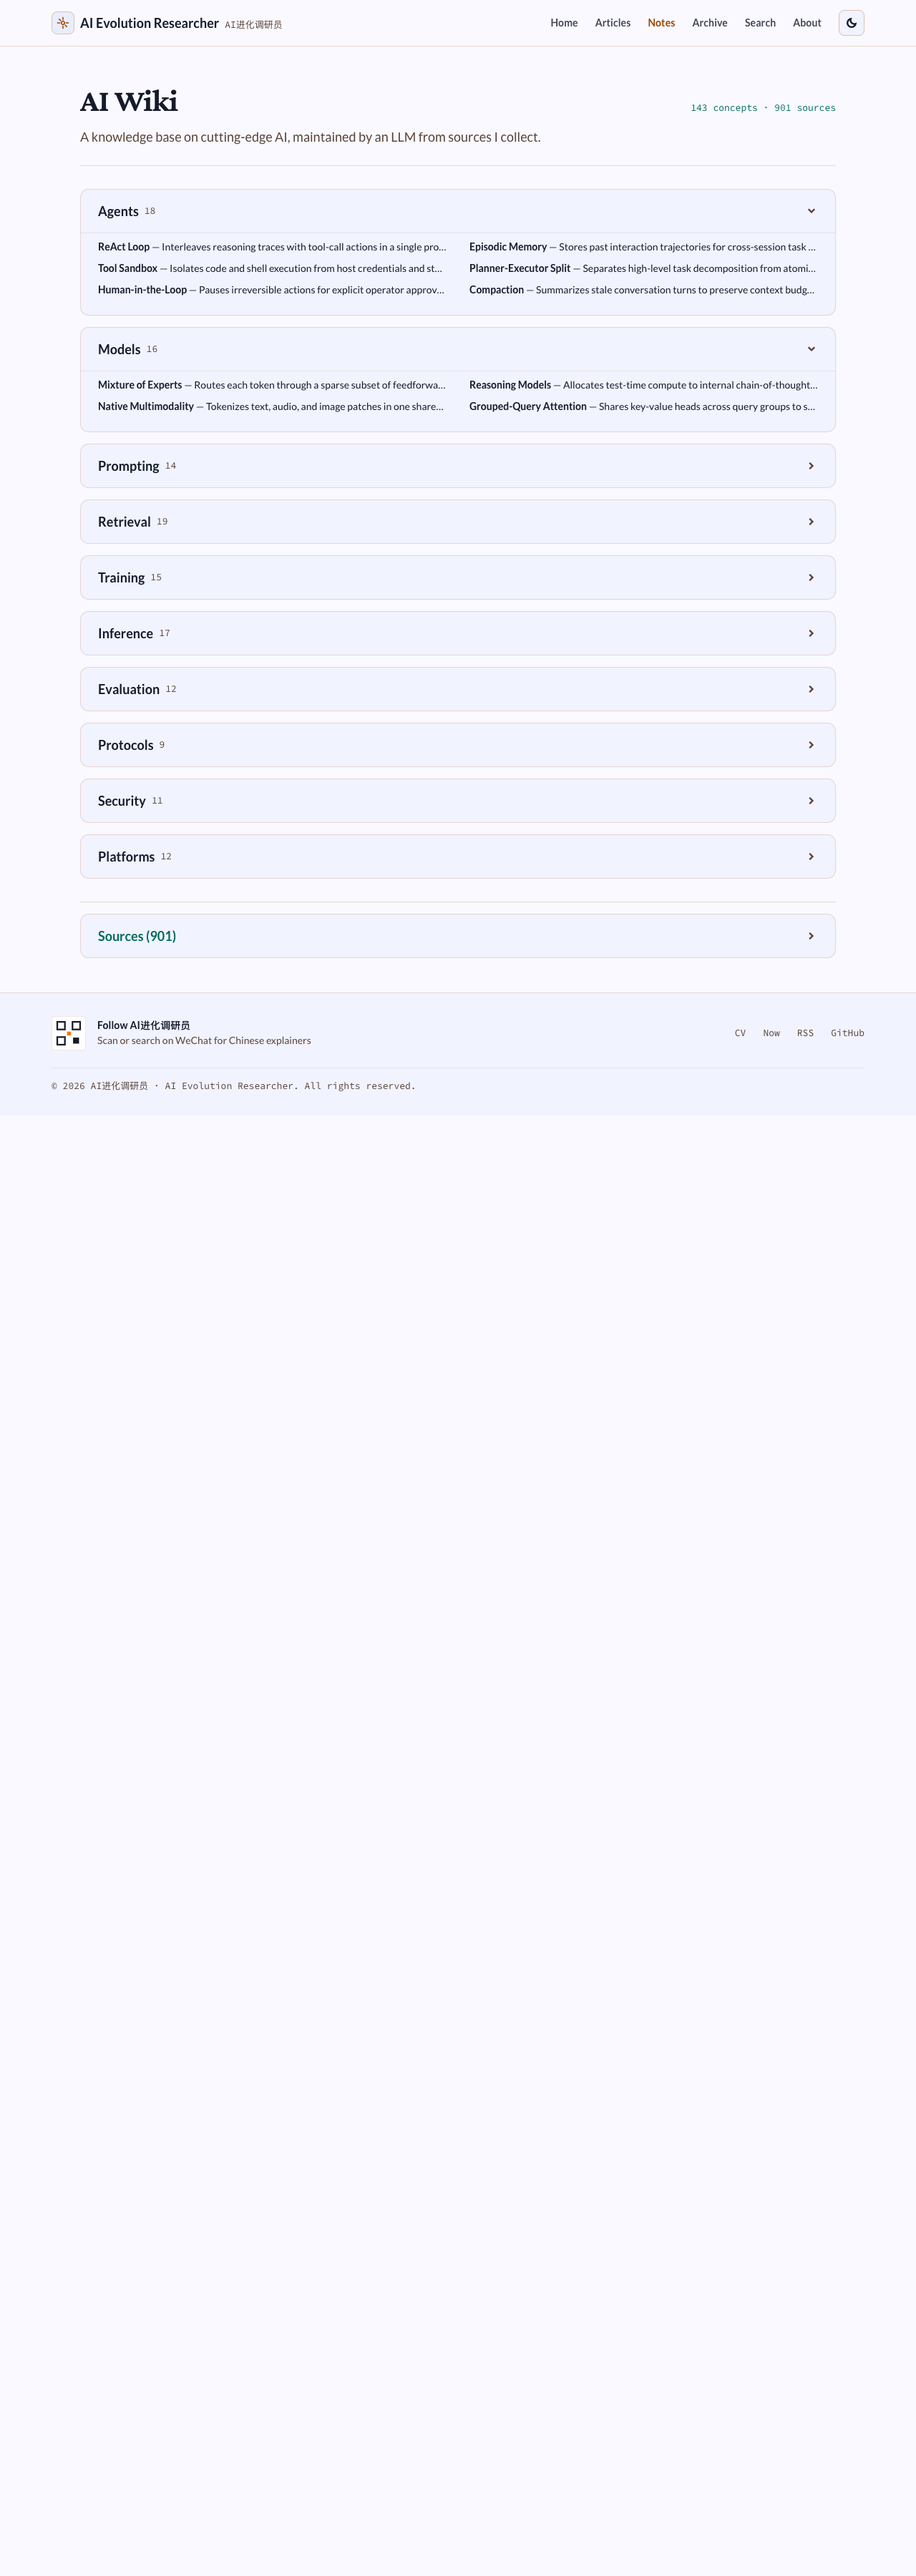 AI Evolution Researcher AI进化调研员
Home Articles Notes Archive Search About
AI Wiki
143 concepts · 901 sources
A knowledge base on cutting-edge AI, maintained by an LLM from sources I collect.
Agents 18
ReAct Loop — Interleaves reasoning traces with tool-call actions in a single pro...
Episodic Memory — Stores past interaction trajectories for cross-session task ...
Tool Sandbox — Isolates code and shell execution from host credentials and st...
Planner-Executor Split — Separates high-level task decomposition from atomi...
Human-in-the-Loop — Pauses irreversible actions for explicit operator approv...
Compaction — Summarizes stale conversation turns to preserve context budg...
Models 16
Mixture of Experts — Routes each token through a sparse subset of feedforwa...
Reasoning Models — Allocates test-time compute to internal chain-of-thought...
Native Multimodality — Tokenizes text, audio, and image patches in one share...
Grouped-Query Attention — Shares key-value heads across query groups to s...
Prompting 14
Retrieval 19
Training 15
Inference 17
Evaluation 12
Protocols 9
Security 11
Platforms 12
Sources (901)
Follow AI进化调研员
Scan or search on WeChat for Chinese explainers
CV Now RSS GitHub
© 2026 AI进化调研员 · AI Evolution Researcher. All rights reserved.